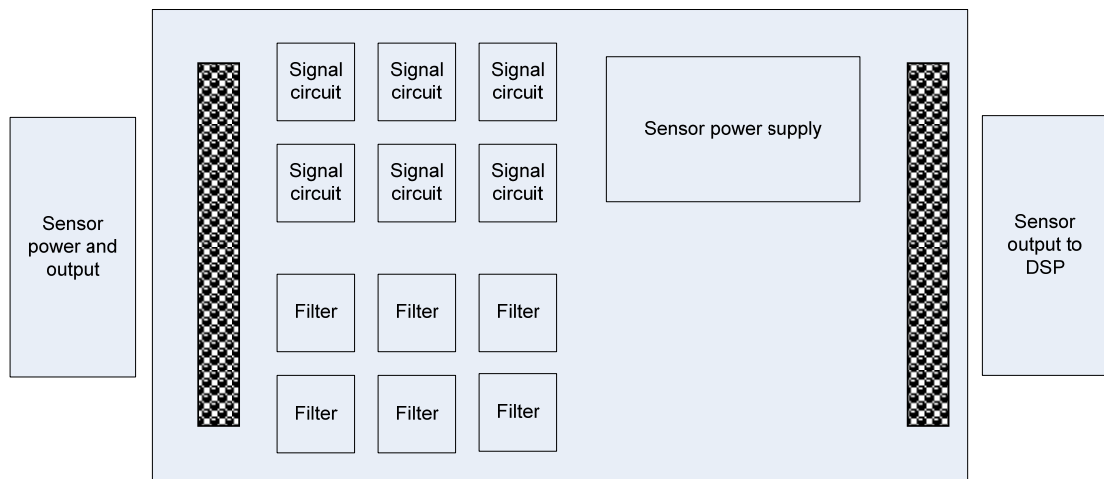 Signal
circuit
Signal
circuit
Signal
circuit
Sensor power supply
Signal
circuit
Signal
circuit
Signal
circuit
Sensor
power and
output
Sensor
output to
DSP
Filter
Filter
Filter
Filter
Filter
Filter